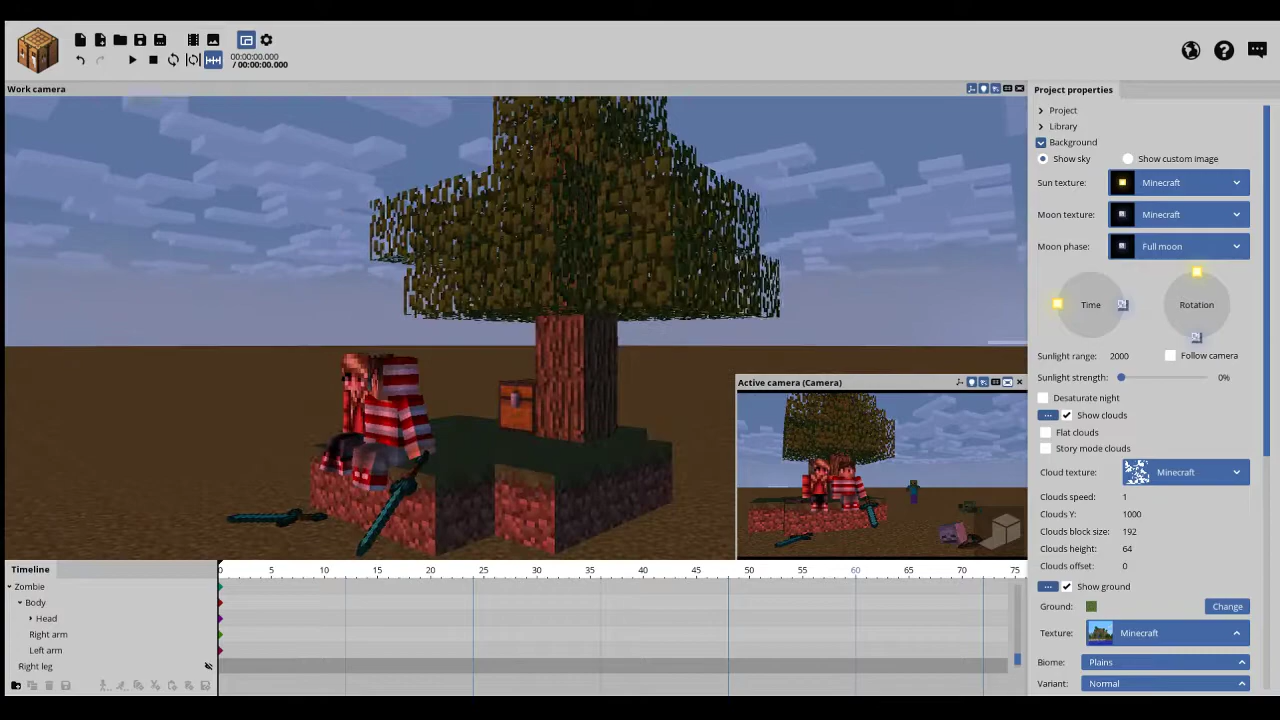 00:00:00.000
/ 00:00:00.000
Work camera
Active camera (Camera)
Project properties
Project
Library
Background
Show sky
Show custom image
Sun texture:
Minecraft
Moon texture:
Minecraft
Moon phase:
Full moon
Time
Rotation
Sunlight range:
2000
Follow camera
Sunlight strength:
0%
Desaturate night
Show clouds
Flat clouds
Story mode clouds
Cloud texture:
Minecraft
Clouds speed:
1
Clouds Y:
1000
Clouds block size:
192
Clouds height:
64
Clouds offset:
0
Show ground
Ground:
Change
Texture:
Minecraft
Biome:
Plains
Variant:
Normal
Timeline
0
5
10
15
20
25
30
35
40
45
50
55
60
65
70
75
Zombie
Body
Head
Right arm
Left arm
Right leg